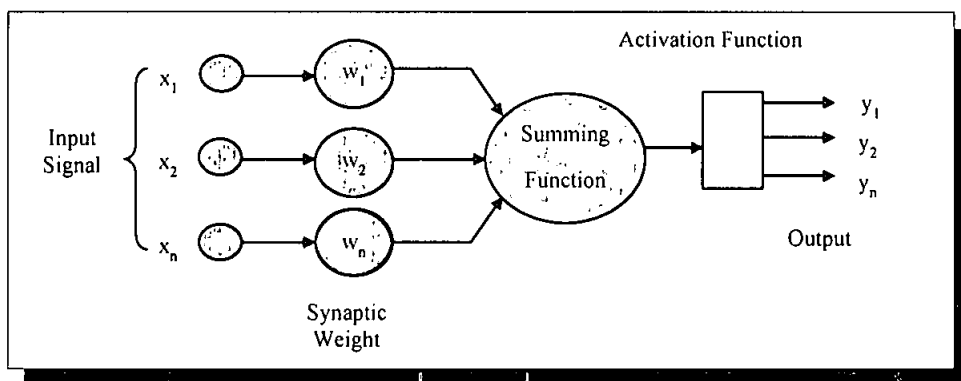 Activation Function
Input
Signal
x1
x2
xn
w1
w2
wn
Synaptic
Weight
Summing
Function
y1
y2
yn
Output